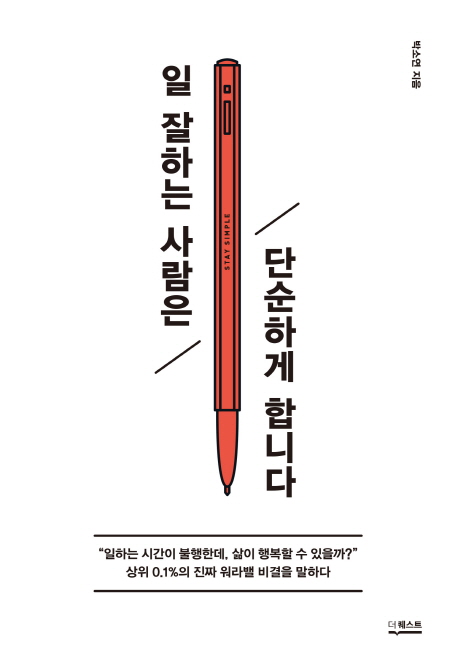 박소연 지음
일 잘하는 사람은
단순하게 합니다
STAY SIMPLE
“일하는 시간이 불행한데, 삶이 행복할 수 있을까?”
상위 0.1%의 진짜 워라밸 비결을 말하다
더퀘스트